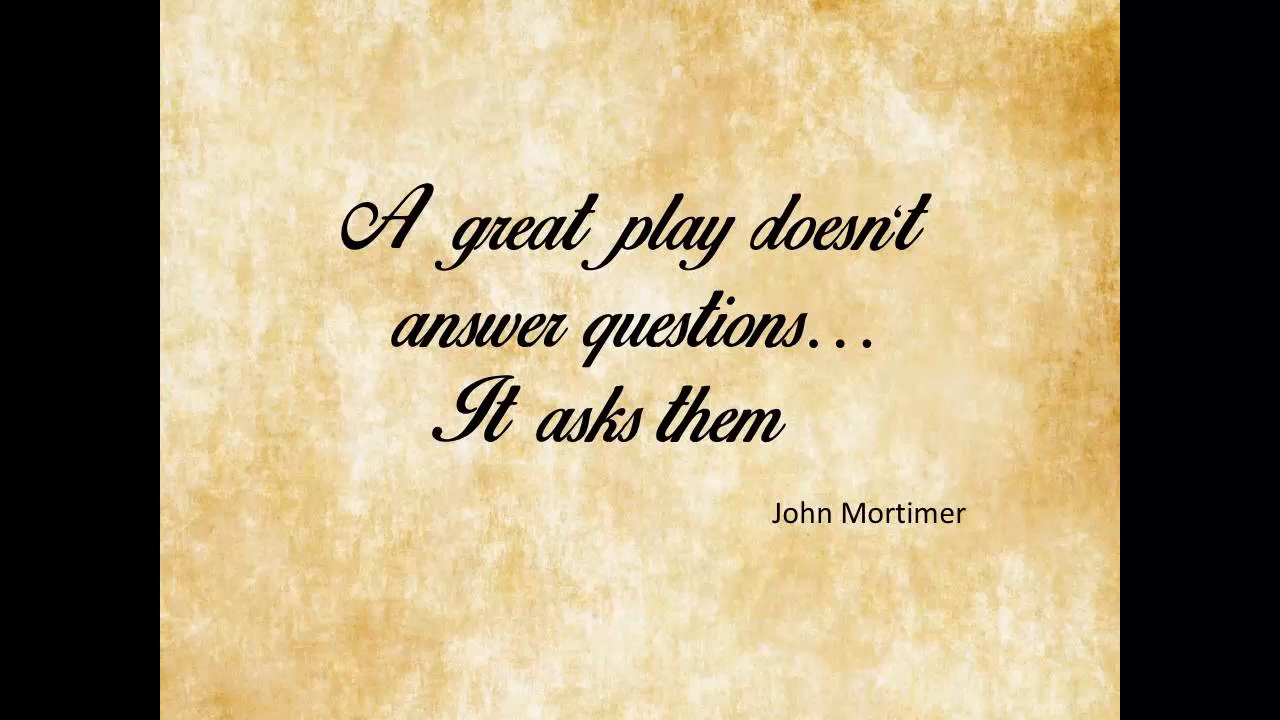 A great play doesn't
answer questions...
It asks them
John Mortimer